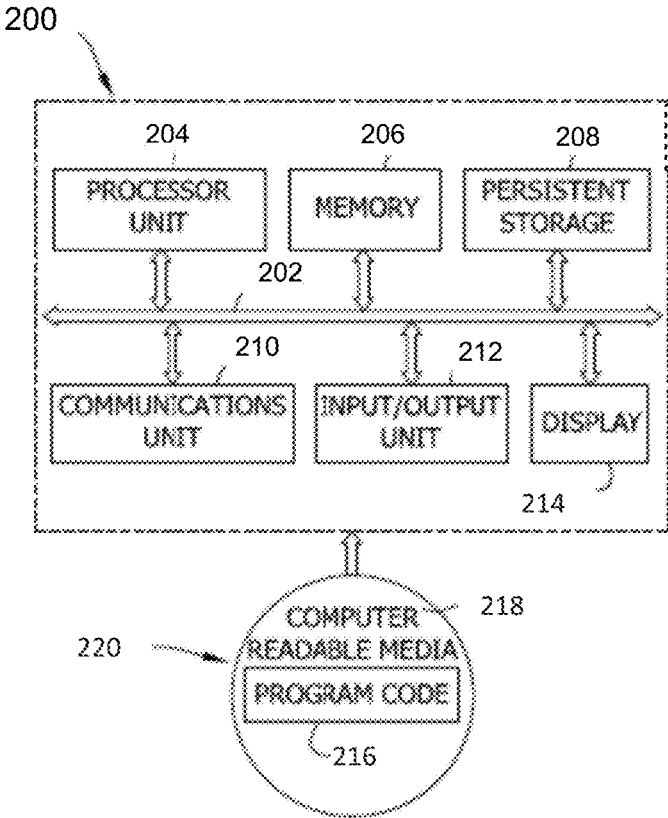 200
204
206
208
PROCESSOR
UNIT
MEMORY
PERSISTENT
STORAGE
202
210
212
COMMUNICATIONS
UNIT
INPUT/OUTPUT
UNIT
DISPLAY
214
COMPUTER
READABLE MEDIA
218
220
PROGRAM CODE
216